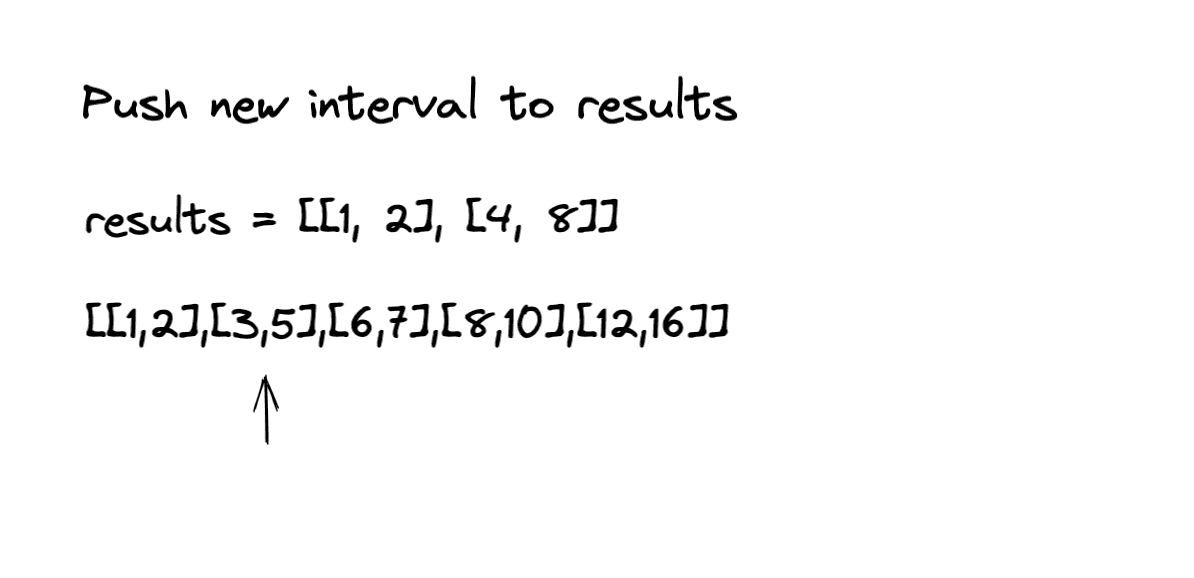 Push new interval to results
results = [[1, 2], [4, 8]]
[[1,2],[3,5],[6,7],[8,10],[12,16]]